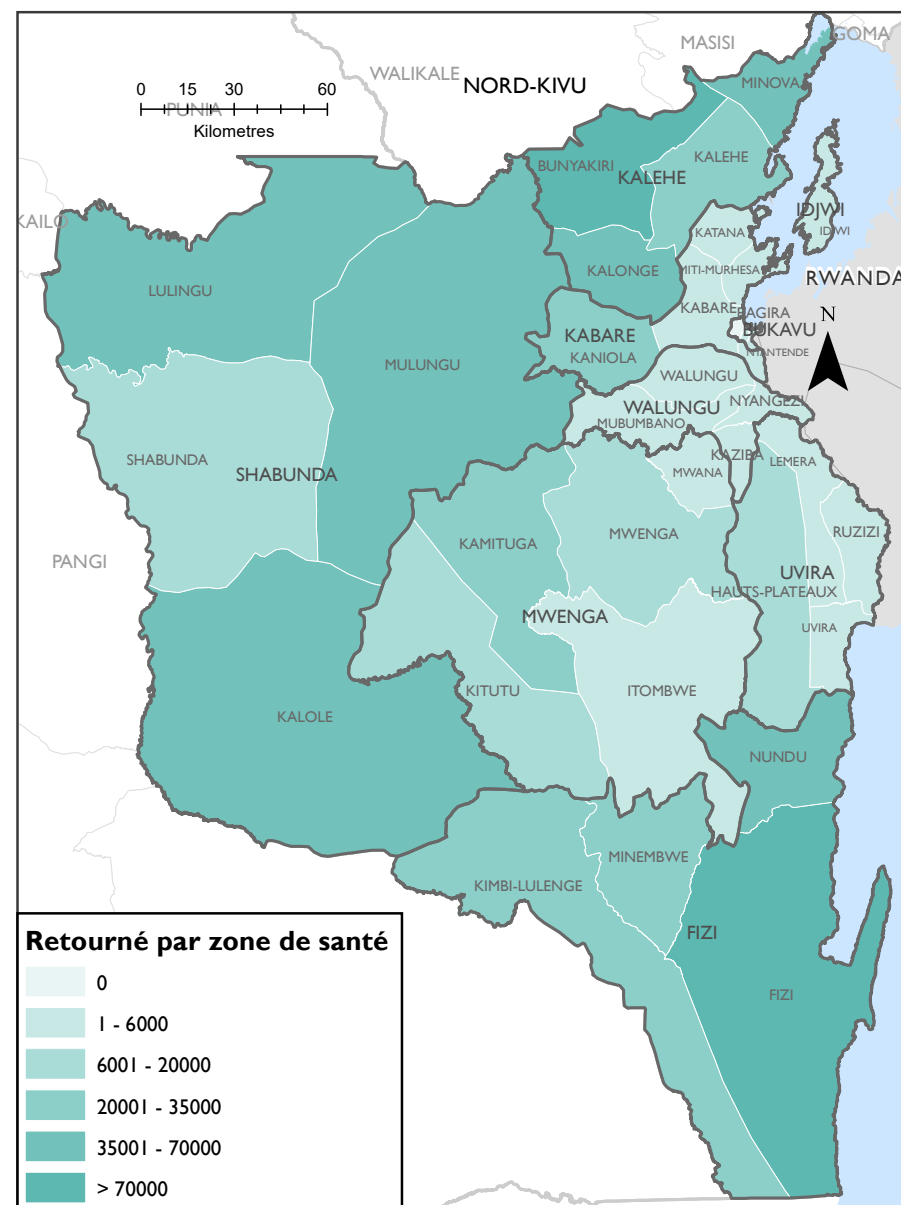 MASISI
GOMA
WALIKALE
NORD-KIVU
0 15 30 60
PUNIA
Kilometres
MINOVA
BUNYAKIRI
KALEHE
KALEHE
KAILO
IDJWI
IDJWI
KATANA
KALONGE
MITI-MURHESA
RWANDA
LULINGU
KABARE
BAGIRA
N
KABARE
BUKAVU
KANIOLA
NYANTENDE
MULUNGU
WALUNGU
NYANGEZI
WALUNGU
MUBUMBANO
KAZIBA
SHABUNDA
SHABUNDA
MWANA
LEMERA
KAMITUGA
MWENGA
RUZIZI
PANGI
UVIRA
HAUTS-PLATEAUX
MWENGA
UVIRA
KITUTU
ITOMBWE
KALOLE
NUNDU
MINEMBWE
KIMBI-LULENGE
FIZI
FIZI
Retourné par zone de santé
0
1 - 6000
6001 - 20000
20001 - 35000
35001 - 70000
> 70000